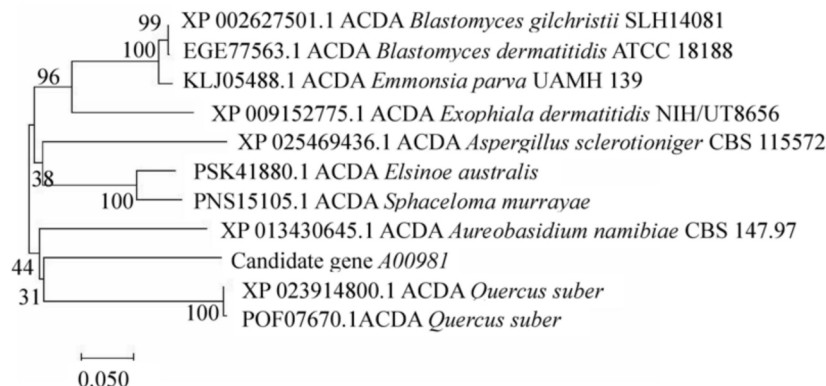 99 XP 002627501.1 ACDA Blastomyces gilchristii SLH14081
100 EGE77563.1 ACDA Blastomyces dermatitidis ATCC 18188
KLJ05488.1 ACDA Emmonsia parva UAMH 139
96
XP 009152775.1 ACDA Exophiala dermatitidis NIH/UT8656
XP 025469436.1 ACDA Aspergillus sclerotioniger CBS 115572
PSK41880.1 ACDA Elsinoe australis
38
100 PNS15105.1 ACDA Sphaceloma murrayae
XP 013430645.1 ACDA Aureobasidium namibiae CBS 147.97
Candidate gene A00981
44
XP 023914800.1 ACDA Quercus suber
31
100 POF07670.1ACDA Quercus suber
0.050